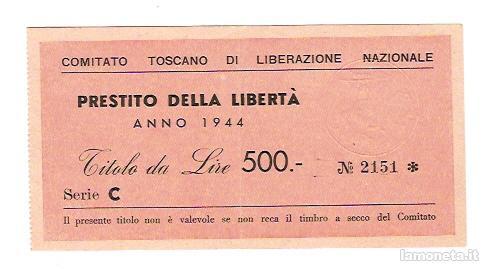 COMITATO TOSCANO DI LIBERAZIONE NAZIONALE
PRESTITO DELLA LIBERTÀ
ANNO 1944
Titolo da Lire 500.- № 2151 *
Serie C
Il presente titolo non è valevole se non reca il timbro a secco del Comitato
lamoneta.it